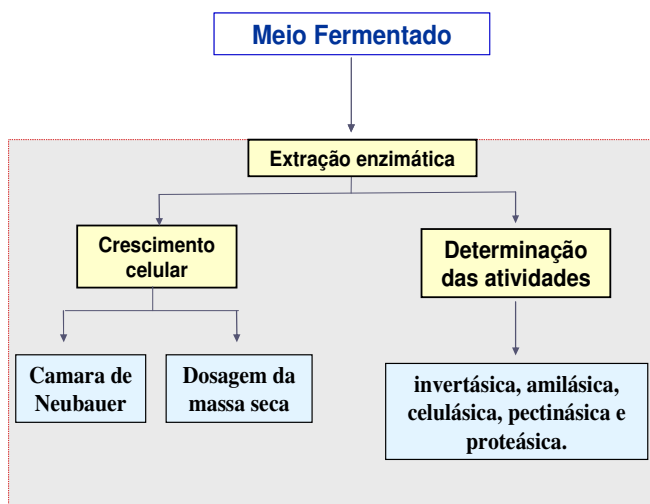 Meio Fermentado
Extração enzimática
Crescimento
celular
Determinação
das atividades
Camara de
Neubauer
Dosagem da
massa seca
invertásica, amilásica,
celulásica, pectinásica e
proteásica.